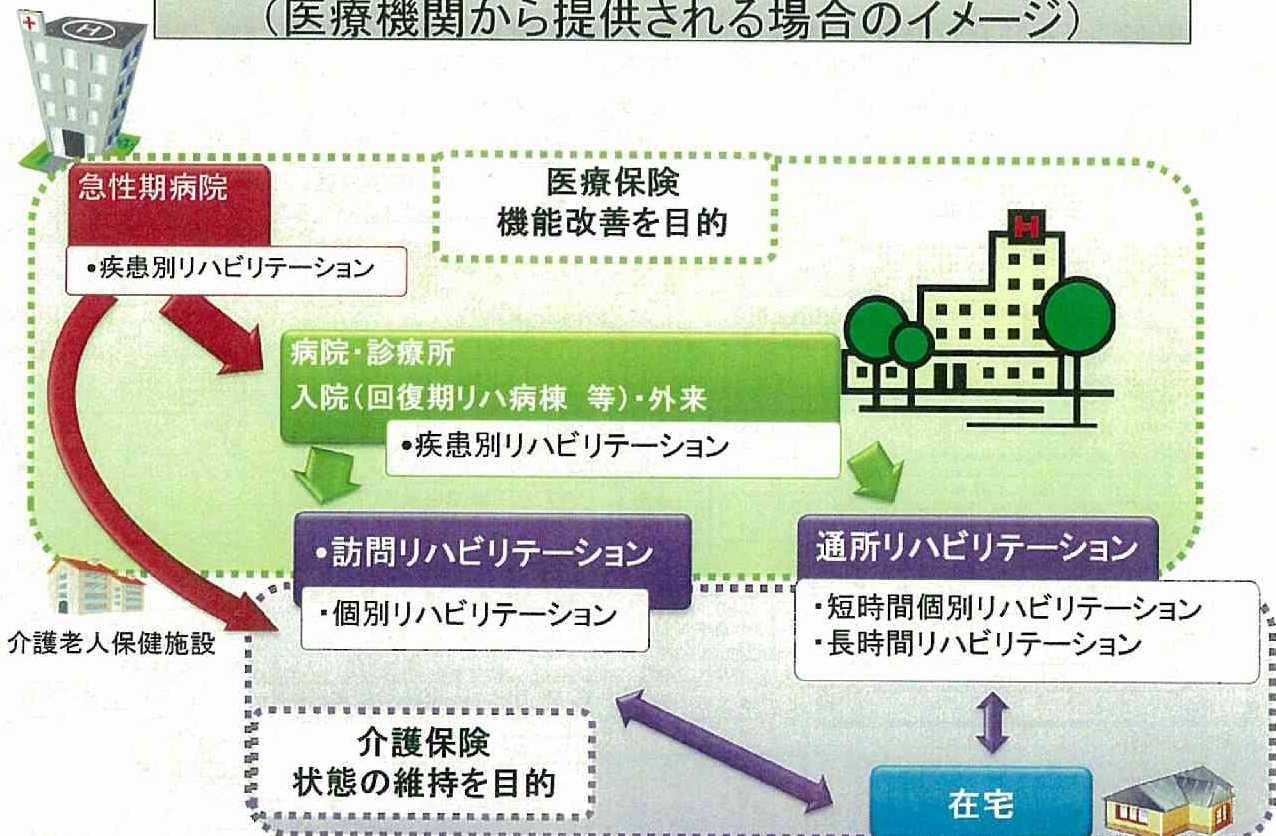 (医療機関から提供される場合のイメージ)
急性期病院
•疾患別リハビリテーション
医療保険
機能改善を目的
病院・診療所
入院(回復期リハ病棟 等)・外来
•疾患別リハビリテーション
•訪問リハビリテーション
・個別リハビリテーション
通所リハビリテーション
・短時間個別リハビリテーション
・長時間リハビリテーション
介護老人保健施設
介護保険
状態の維持を目的
在宅
H
H